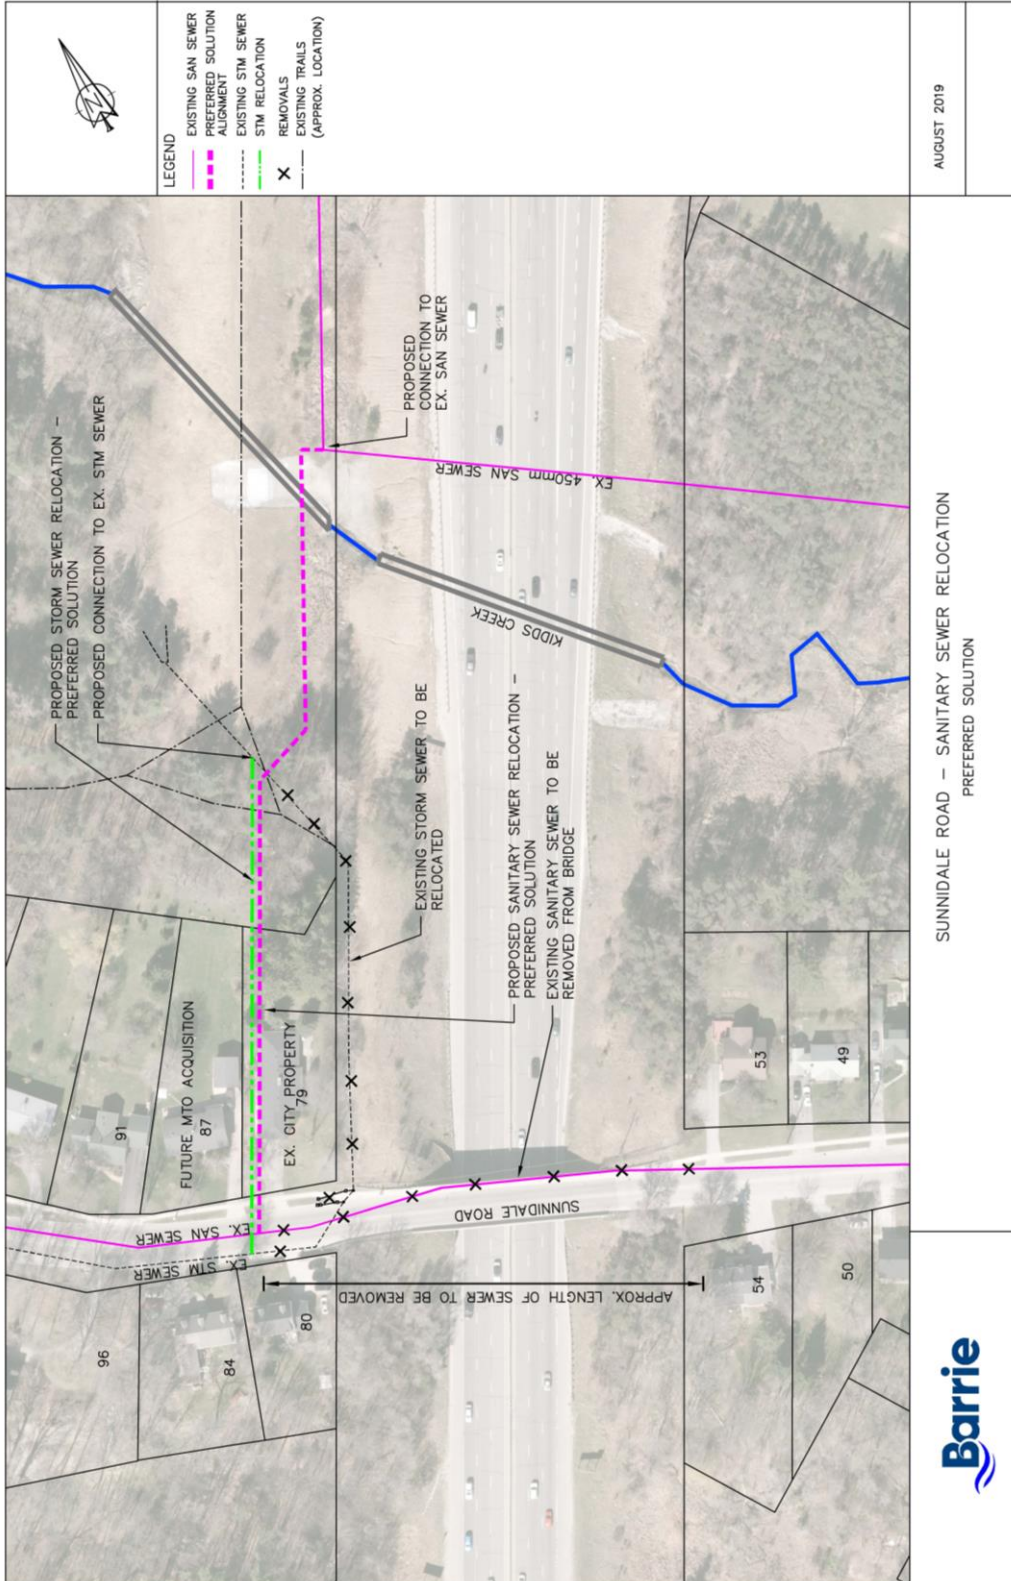 LEGEND
EXISTING SAN SEWER
PREFERRED SOLUTION
ALIGNMENT
EXISTING STM SEWER
STM RELOCATION
REMOVALS
EXISTING TRAILS
(APPROX. LOCATION)
N
PROPOSED STORM SEWER RELOCATION –
PREFERRED SOLUTION
PROPOSED CONNECTION TO EX. STM SEWER
PROPOSED
CONNECTION TO
EX. SAN SEWER
EX. 450mm SAN SEWER
KIDDS CREEK
EXISTING STORM SEWER TO BE
RELOCATED
PROPOSED SANITARY SEWER RELOCATION –
PREFERRED SOLUTION
EXISTING SANITARY SEWER TO BE
REMOVED FROM BRIDGE
FUTURE MTO ACQUISITION
91
87
EX. CITY PROPERTY
79
53
49
EX. SAN SEWER
EX. STM SEWER
SUNNIDALE ROAD
APPROX. LENGTH OF SEWER TO BE REMOVED
96
84
80
54
50
Barrie
SUNNIDALE ROAD – SANITARY SEWER RELOCATION
PREFERRED SOLUTION
AUGUST 2019